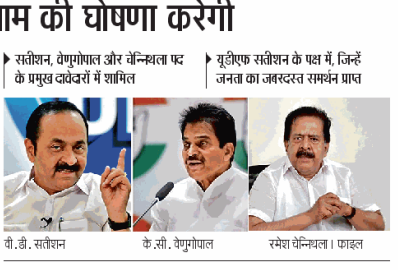 नाम की घोषणा करेगी
सतीशन, वेणुगोपाल और चेन्निथला पद
के प्रमुख दावेदारों में शामिल
यूडीएफ सतीशन के पक्ष में, जिन्हें
जनता का जबरदस्त समर्थन प्राप्त
वी.डी. सतीशन
के.सी. वेणुगोपाल
रमेश चेन्निथला। फाइल